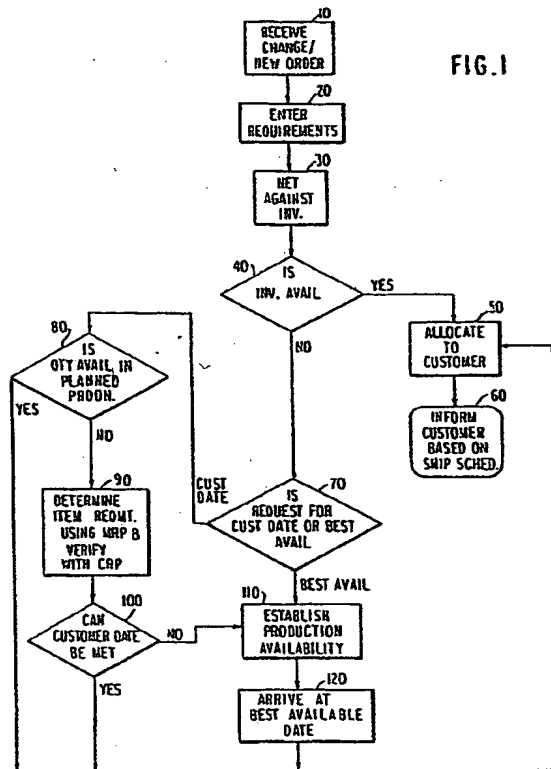 FIG.1
10
RECEIVE
CHANGE/
NEW ORDER
20
ENTER
REQUIREMENTS
30
NET
AGAINST
INV.
40
IS
INV. AVAIL
YES
NO
50
ALLOCATE
TO
CUSTOMER
60
INFORM
CUSTOMER
BASED ON
SHIP SCHED.
70
IS
REQUEST FOR
CUST DATE OR BEST
AVAIL
CUST
DATE
BEST AVAIL
80
IS
QTY AVAIL. IN
PLANNED
PRODN.
YES
NO
90
DETERMINE
ITEM REQMT.
USING MRP &
VERIFY
WITH CRP
100
CAN
CUSTOMER DATE
BE MET
NO
YES
110
ESTABLISH
PRODUCTION
AVAILABILITY
120
ARRIVE AT
BEST AVAILABLE
DATE